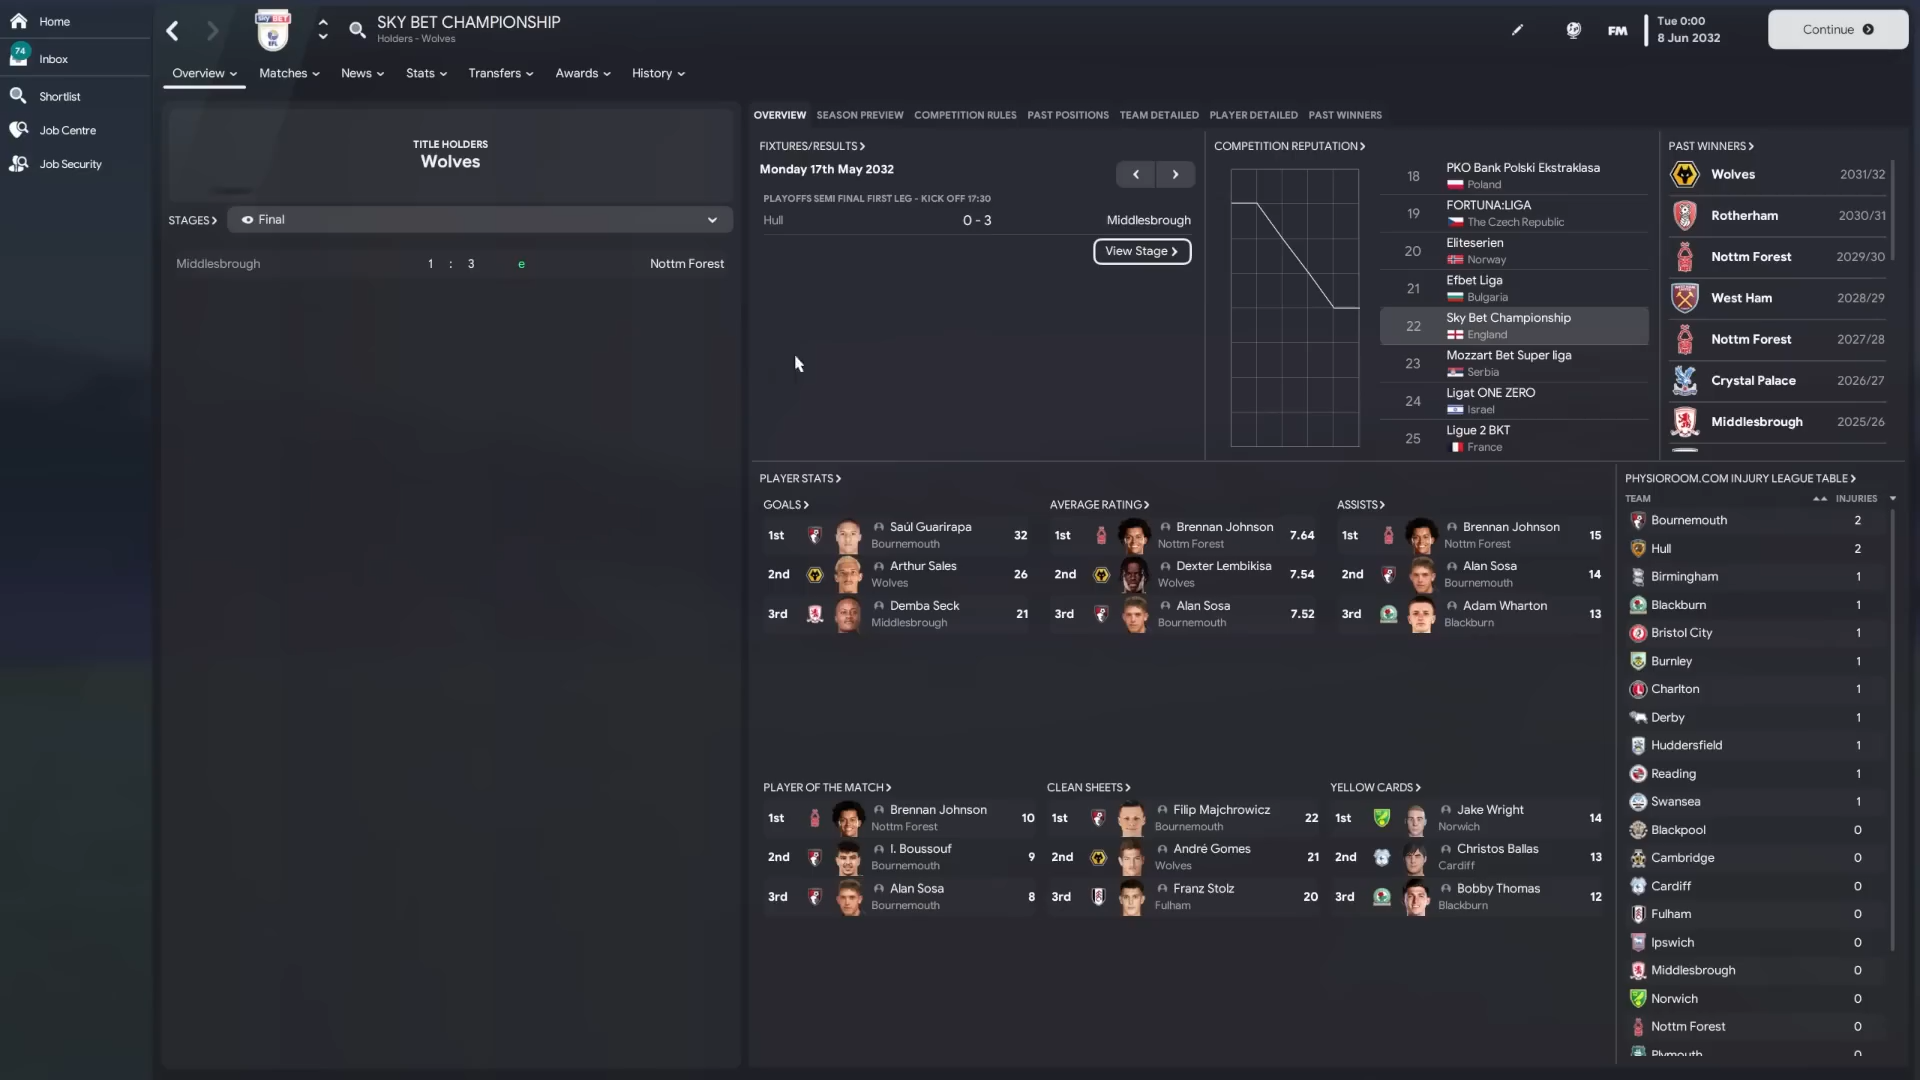 Home
74
Inbox
Shortlist
Job Centre
Job Security
sky BET
EFL
SKY BET CHAMPIONSHIP
Holders - Wolves
FM
Tue 0:00
8 Jun 2032
Continue
Overview
Matches
News
Stats
Transfers
Awards
History
TITLE HOLDERS
Wolves
STAGES
Final
Middlesbrough 1 : 3 e Nottm Forest
OVERVIEW
SEASON PREVIEW
COMPETITION RULES
PAST POSITIONS
TEAM DETAILED
PLAYER DETAILED
PAST WINNERS
FIXTURES/RESULTS
Monday 17th May 2032
PLAYOFFS SEMI FINAL FIRST LEG - KICK OFF 17:30
Hull 0 - 3 Middlesbrough
View Stage
COMPETITION REPUTATION
18 PKO Bank Polski Ekstraklasa
Poland
19 FORTUNA:LIGA
The Czech Republic
20 Eliteserien
Norway
21 Efbet Liga
Bulgaria
22 Sky Bet Championship
England
23 Mozzart Bet Super liga
Serbia
24 Ligat ONE ZERO
Israel
25 Ligue 2 BKT
France
PAST WINNERS
Wolves 2031/32
Rotherham 2030/31
Nottm Forest 2029/30
West Ham 2028/29
Nottm Forest 2027/28
Crystal Palace 2026/27
Middlesbrough 2025/26
PLAYER STATS
GOALS
1st Saúl Guarirapa 32
Bournemouth
2nd Arthur Sales 26
Wolves
3rd Demba Seck 21
Middlesbrough
AVERAGE RATING
1st Brennan Johnson 7.64
Nottm Forest
2nd Dexter Lembikisa 7.54
Wolves
3rd Alan Sosa 7.52
Bournemouth
ASSISTS
1st Brennan Johnson 15
Nottm Forest
2nd Alan Sosa 14
Bournemouth
3rd Adam Wharton 13
Blackburn
PLAYER OF THE MATCH
1st Brennan Johnson 10
Nottm Forest
2nd I. Boussouf 9
Bournemouth
3rd Alan Sosa 8
Bournemouth
CLEAN SHEETS
1st Filip Majchrowicz 22
Bournemouth
2nd André Gomes 21
Wolves
3rd Franz Stolz 20
Fulham
YELLOW CARDS
1st Jake Wright 14
Norwich
2nd Christos Ballas 13
Cardiff
3rd Bobby Thomas 12
Blackburn
PHYSIOROOM.COM INJURY LEAGUE TABLE
TEAM INJURIES
Bournemouth 2
Hull 2
Birmingham 1
Blackburn 1
Bristol City 1
Burnley 1
Charlton 1
Derby 1
Huddersfield 1
Reading 1
Swansea 1
Blackpool 0
Cambridge 0
Cardiff 0
Fulham 0
Ipswich 0
Middlesbrough 0
Norwich 0
Nottm Forest 0
Plymouth 0